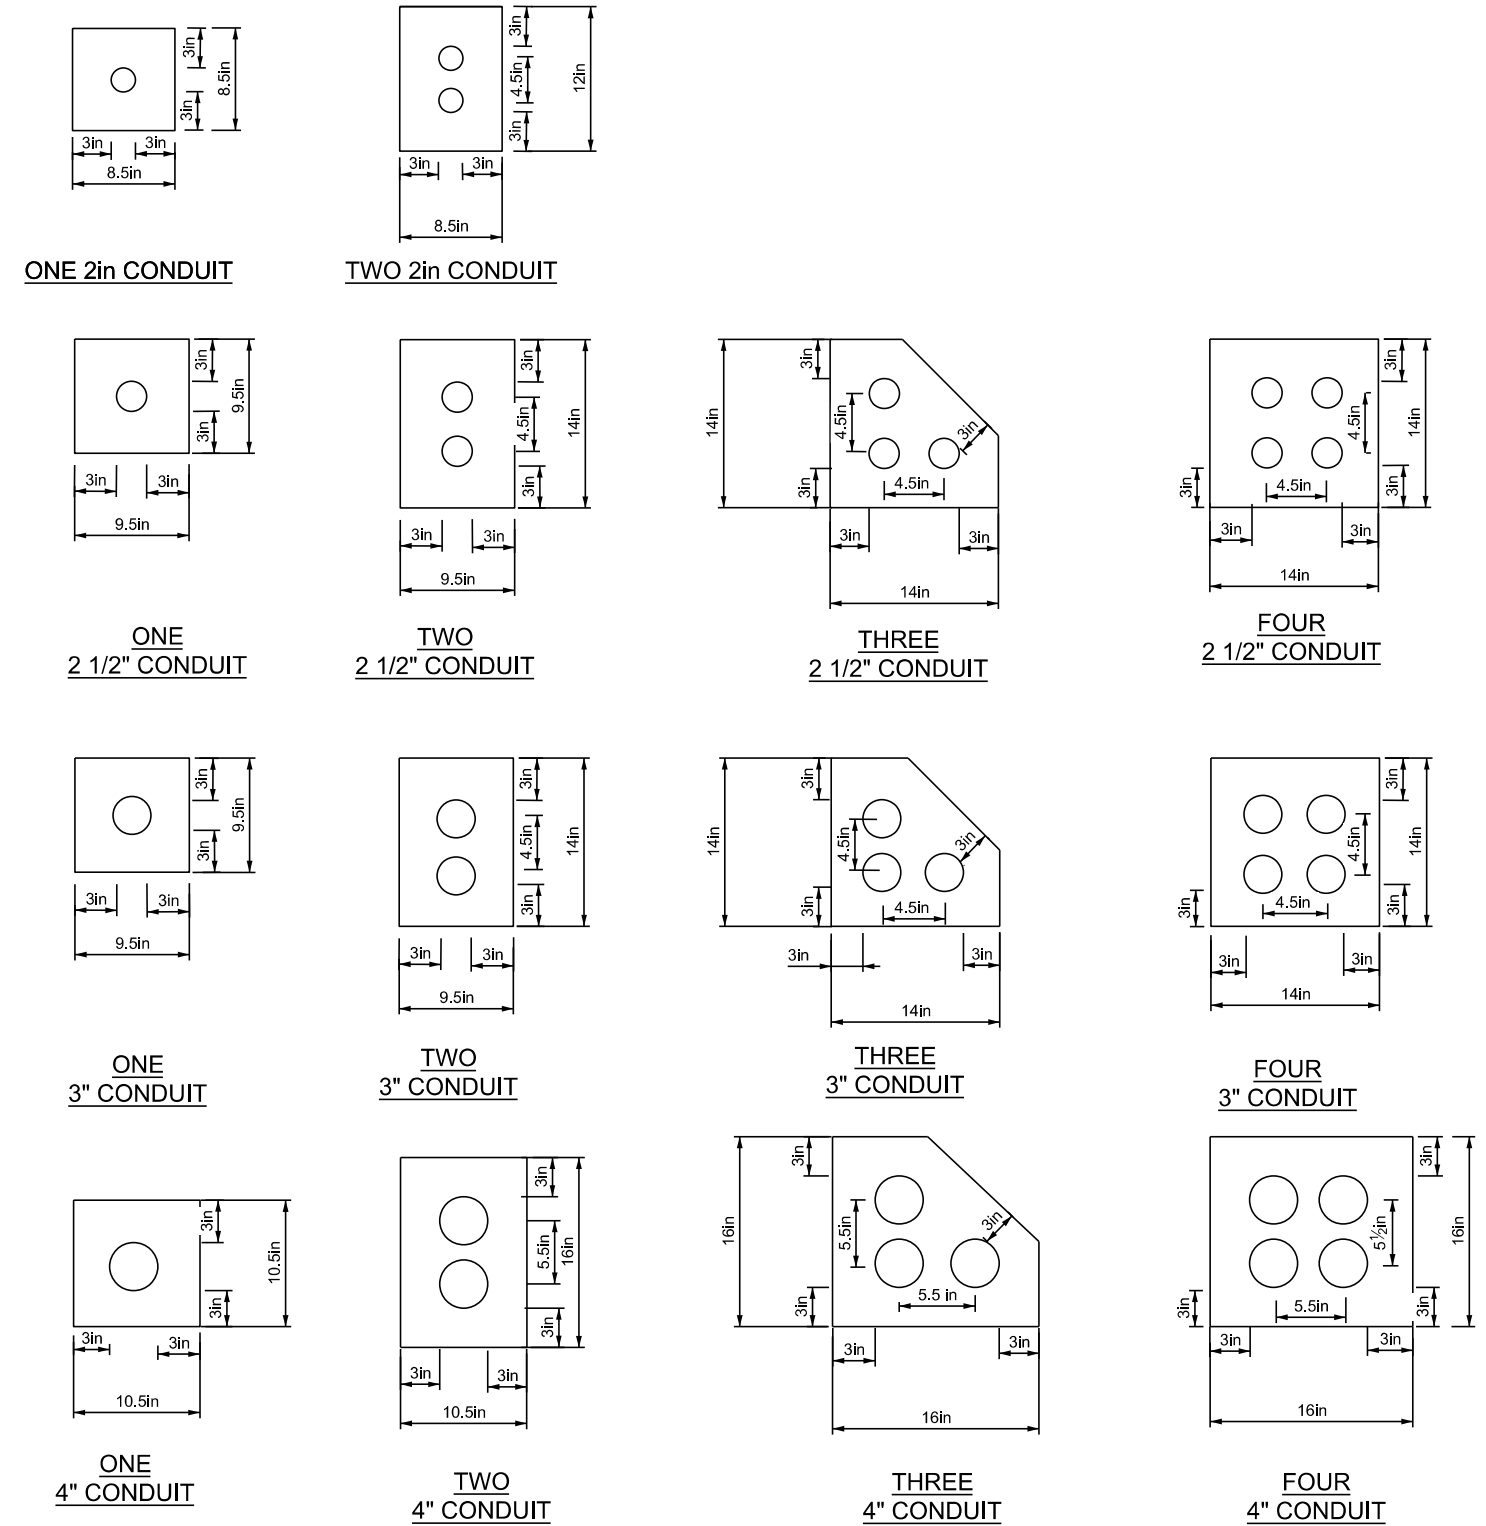 3in
8.5in
3in
3in
3in
8.5in
ONE 2in CONDUIT
3in
4.5in
12in
3in
3in
3in
8.5in
TWO 2in CONDUIT
3in
9.5in
3in
3in
3in
9.5in
ONE
2 1/2" CONDUIT
3in
4.5in
14in
3in
3in
3in
9.5in
TWO
2 1/2" CONDUIT
3in
14in
4.5in
3in
3in
4.5in
3in
3in
14in
THREE
2 1/2" CONDUIT
3in
4.5in
14in
3in
3in
4.5in
3in
3in
14in
FOUR
2 1/2" CONDUIT
3in
9.5in
3in
3in
3in
9.5in
ONE
3" CONDUIT
3in
4.5in
14in
3in
3in
3in
9.5in
TWO
3" CONDUIT
3in
14in
4.5in
3in
3in
4.5in
3in
3in
14in
THREE
3" CONDUIT
3in
4.5in
14in
3in
3in
4.5in
3in
3in
14in
FOUR
3" CONDUIT
3in
10.5in
3in
3in
3in
10.5in
ONE
4" CONDUIT
3in
5.5in
16in
3in
3in
3in
10.5in
TWO
4" CONDUIT
3in
16in
5.5in
3in
3in
5.5 in
3in
3in
16in
THREE
4" CONDUIT
3in
5½in
16in
3in
3in
5.5in
3in
3in
16in
FOUR
4" CONDUIT